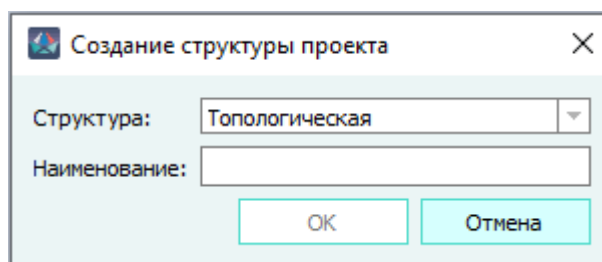 Создание структуры проекта
Структура: Топологическая
Наименование:
OK Отмена